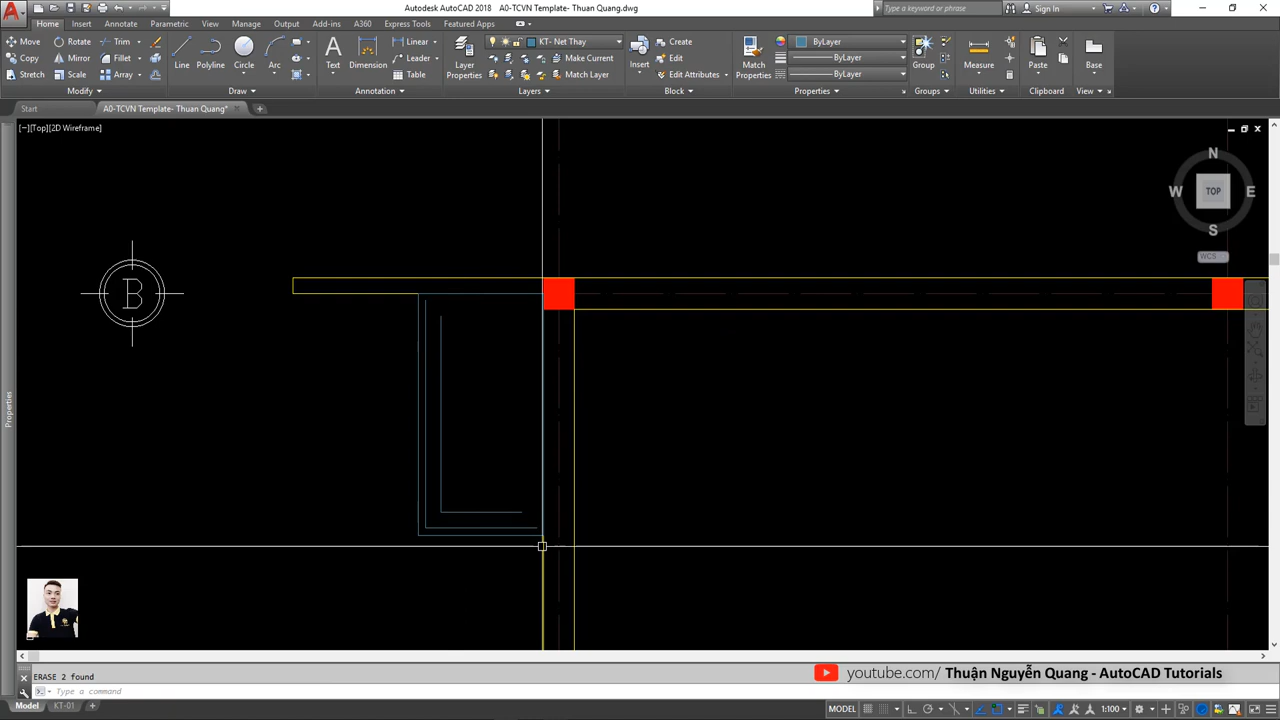 Autodesk AutoCAD 2018 A0-TCVN Template- Thuan Quang.dwg
Type a keyword or phrase
Sign In
Home Insert Annotate Parametric View Manage Output Add-ins A360 Express Tools Featured Apps
Move Rotate Trim
Copy Mirror Fillet
Stretch Scale Array
Modify
Line Polyline Circle Arc
Draw
Text Dimension
Linear
Leader
Table
Annotation
Layer Properties
KT- Net Thay
Make Current
Match Layer
Layers
Insert
Create
Edit
Edit Attributes
Block
Match Properties
ByLayer
ByLayer
ByLayer
Properties
Group
Groups
Measure
Utilities
Paste
Clipboard
Base
View
Start A0-TCVN Template- Thuan Quang*
[−][Top][2D Wireframe]
N
W TOP E
S
WCS
B
Properties
ERASE 2 found
Type a command
youtube.com/ Thuận Nguyễn Quang - AutoCAD Tutorials
Model KT-01
MODEL 1:100